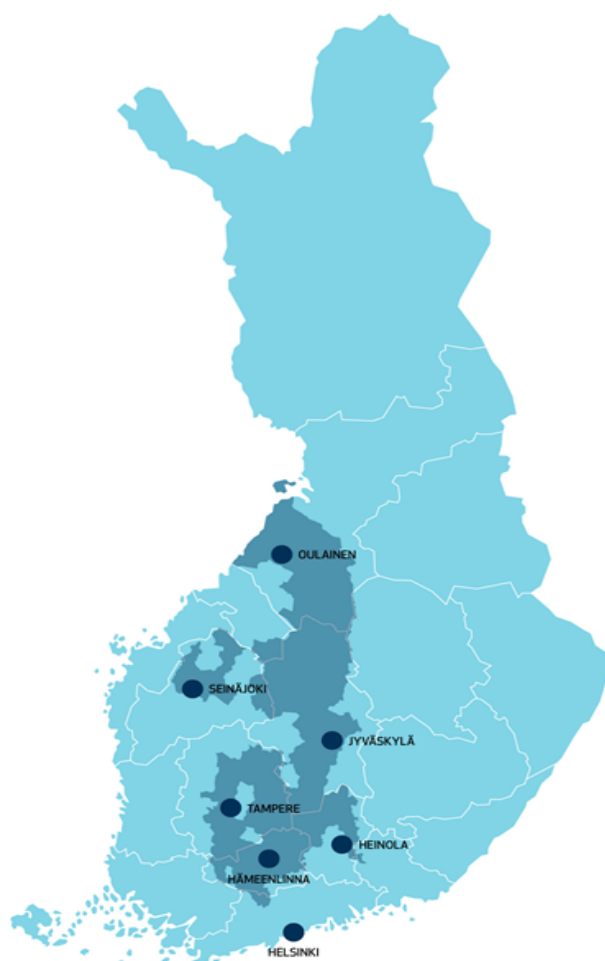 OULAINEN
SEINÄJOKI
JYVÄSKYLÄ
TAMPERE
HEINOLA
HÄMEENLINNA
HELSINKI